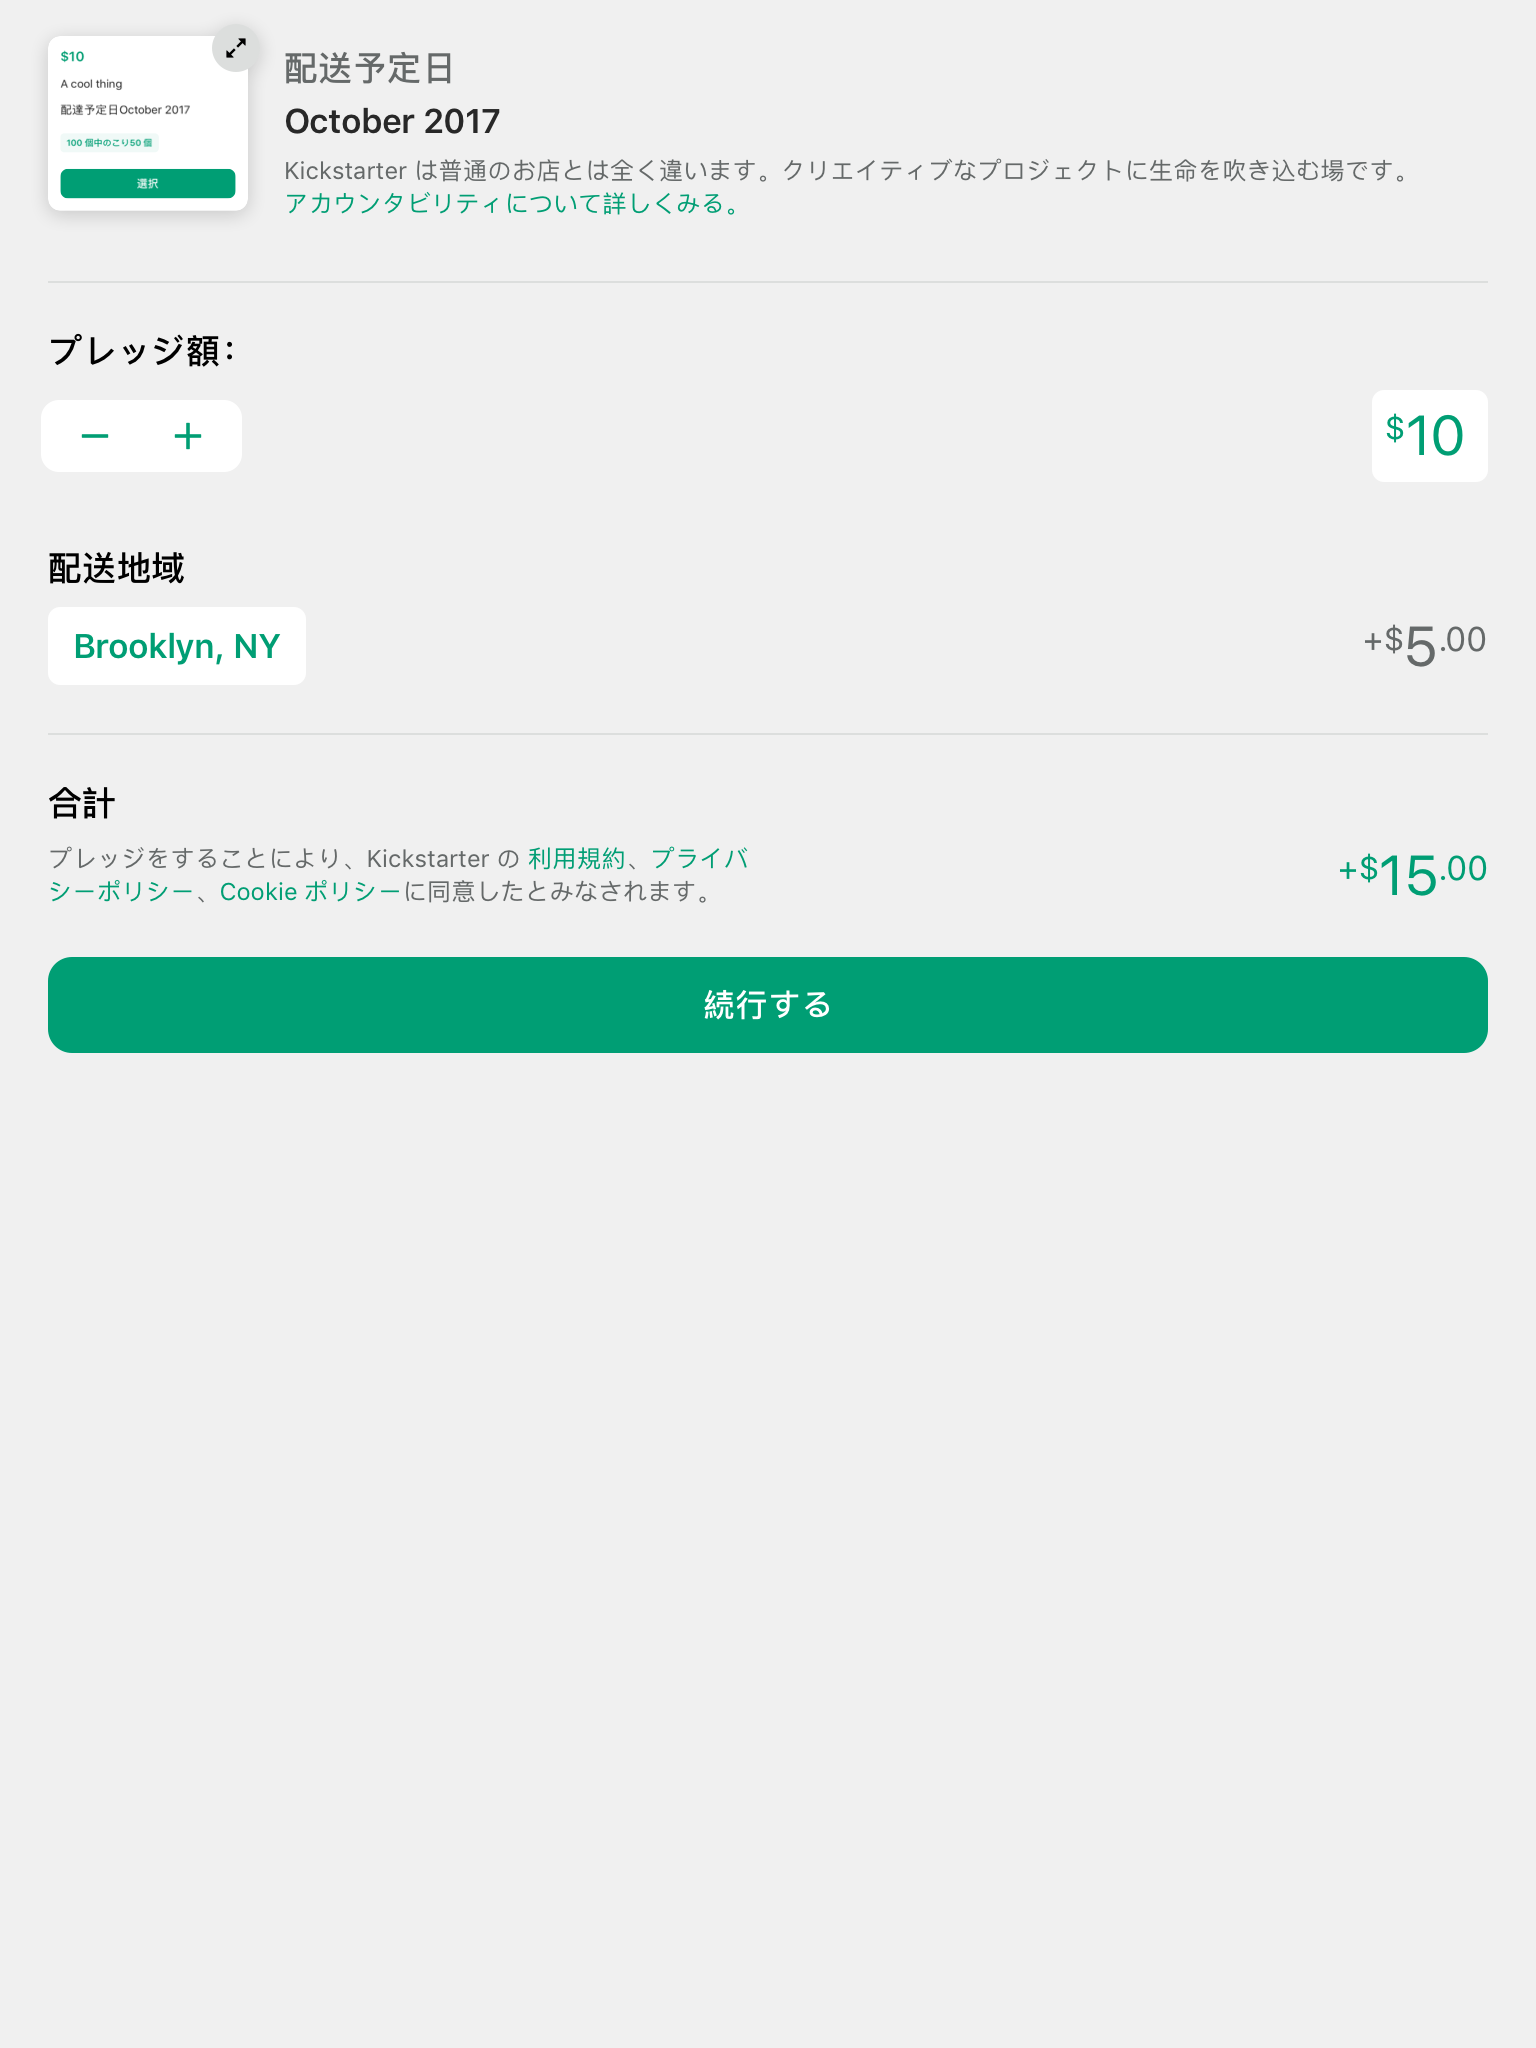 $10
A cool thing
配達予定日October 2017
100 個中のこり50 個
選択
配送予定日
October 2017
Kickstarter は普通のお店とは全く違います。クリエイティブなプロジェクトに生命を吹き込む場です。
アカウンタビリティについて詳しくみる。
プレッジ額：
$10
配送地域
Brooklyn, NY
+$5.00
合計
プレッジをすることにより、Kickstarter の 利用規約、プライバ
シーポリシー、Cookie ポリシーに同意したとみなされます。
+$15.00
続行する